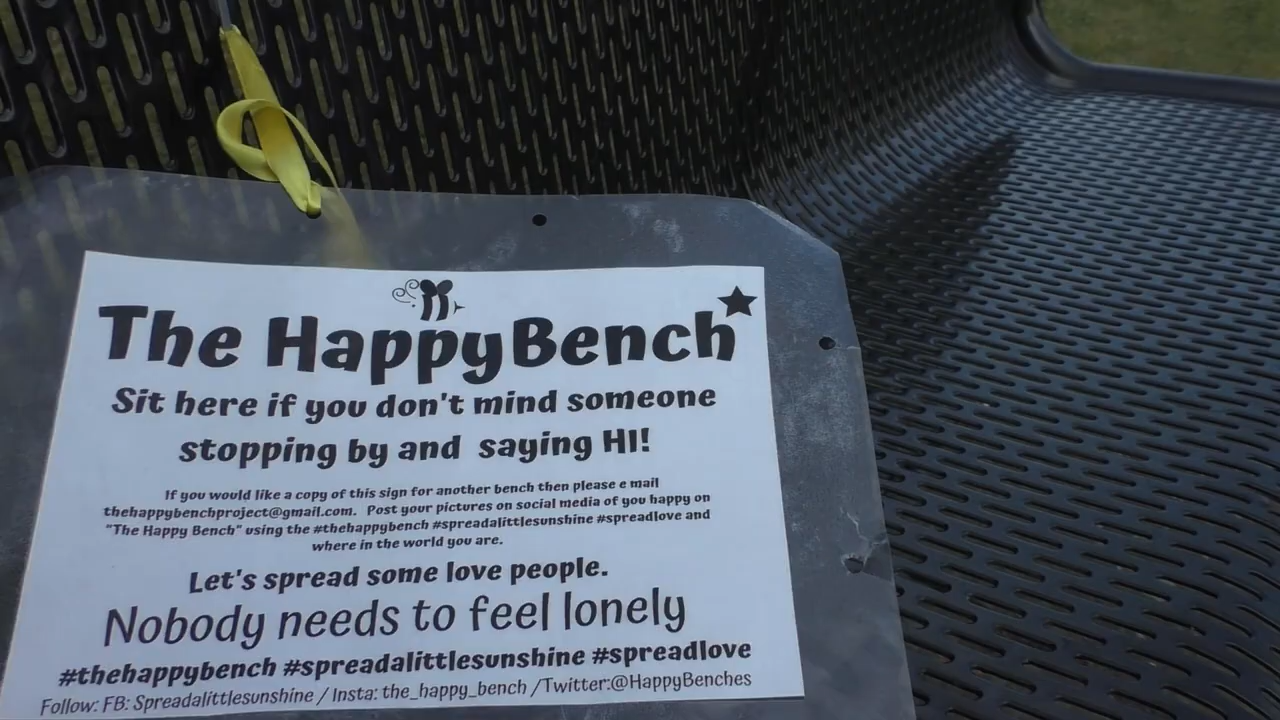 The HappyBench
Sit here if you don't mind someone
stopping by and saying HI!
If you would like a copy of this sign for another bench then please e mail
thehappybenchproject@gmail.com. Post your pictures on social media of you happy on
"The Happy Bench" using the #thehappybench #spreadalittlesunshine #spreadlove and
where in the world you are.
Let's spread some love people.
Nobody needs to feel lonely
#thehappybench #spreadalittlesunshine #spreadlove
Follow: FB: Spreadalittlesunshine / Insta: the_happy_bench /Twitter:@HappyBenches